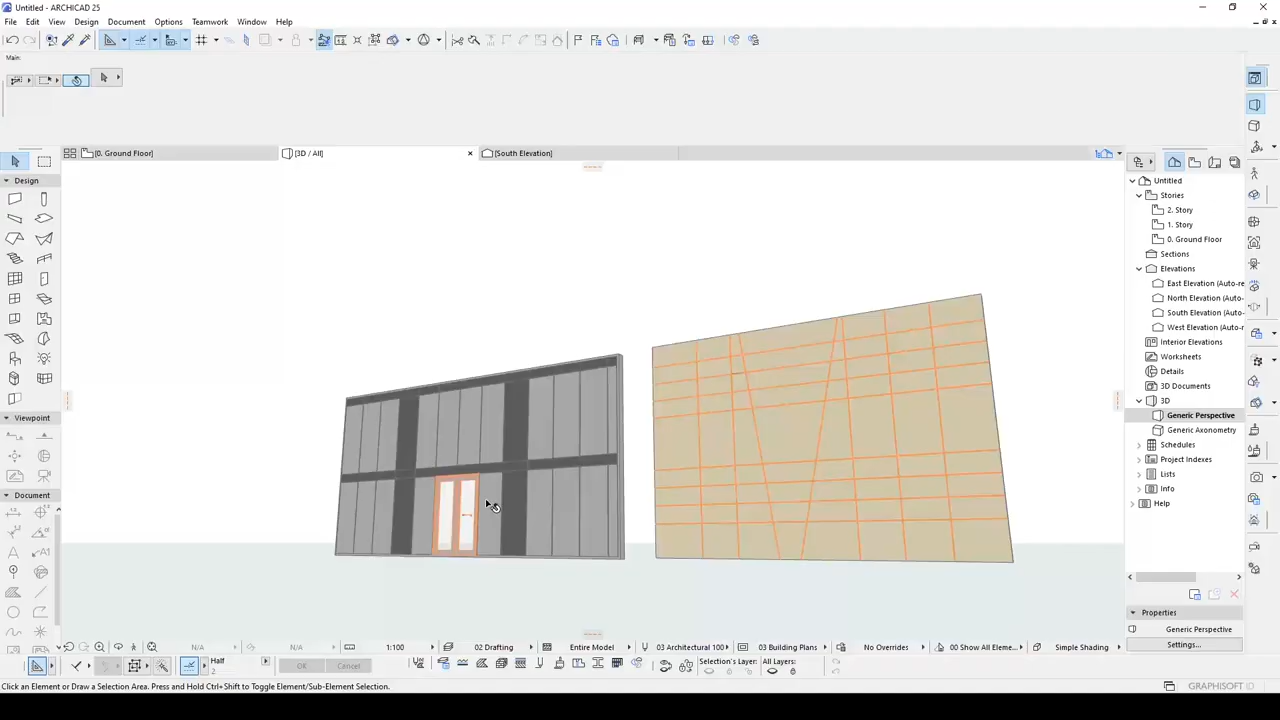 Untitled - ARCHICAD 25
File Edit View Design Document Options Teamwork Window Help
Main:
[0. Ground Floor]
[3D / All]
[South Elevation]
Design
Viewpoint
Document
Untitled
Stories
2. Story
1. Story
0. Ground Floor
Sections
Elevations
East Elevation (Auto-re
North Elevation (Auto-
South Elevation (Auto-r
West Elevation (Auto-r
Interior Elevations
Worksheets
Details
3D Documents
3D
Generic Perspective
Generic Axonometry
Schedules
Project Indexes
Lists
Info
Help
Properties
Generic Perspective
Settings...
N/A N/A 1:100 02 Drafting Entire Model 03 Architectural 100 03 Building Plans No Overrides 00 Show All Eleme... Simple Shading
Half
2
OK Cancel
Selection's Layer: All Layers:
Click an Element or Draw a Selection Area. Press and Hold Ctrl+Shift to Toggle Element/Sub-Element Selection.
GRAPHISOFT ID